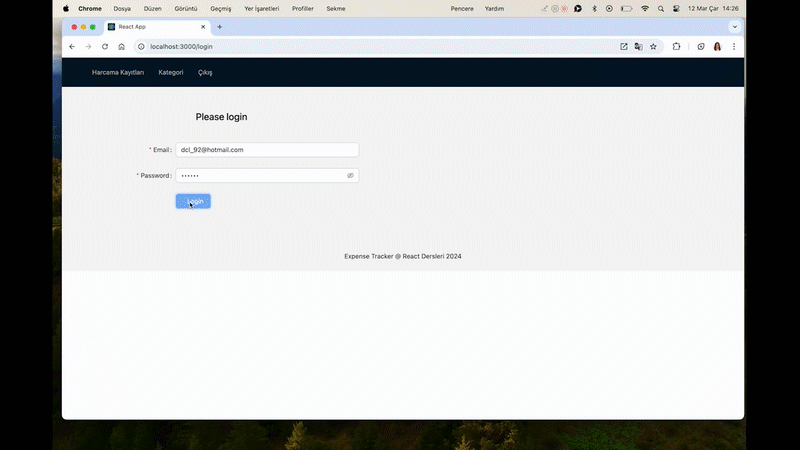 Chrome Dosya Düzen Görüntü Geçmiş Yer İşaretleri Profiller Sekme Pencere Yardım 12 Mar Çar 14:26
React App
localhost:3000/login
Harcama Kayıtları Kategori Çıkış
Please login
* Email: dcl_92@hotmail.com
* Password: ••••••
Login
Expense Tracker @ React Dersleri 2024